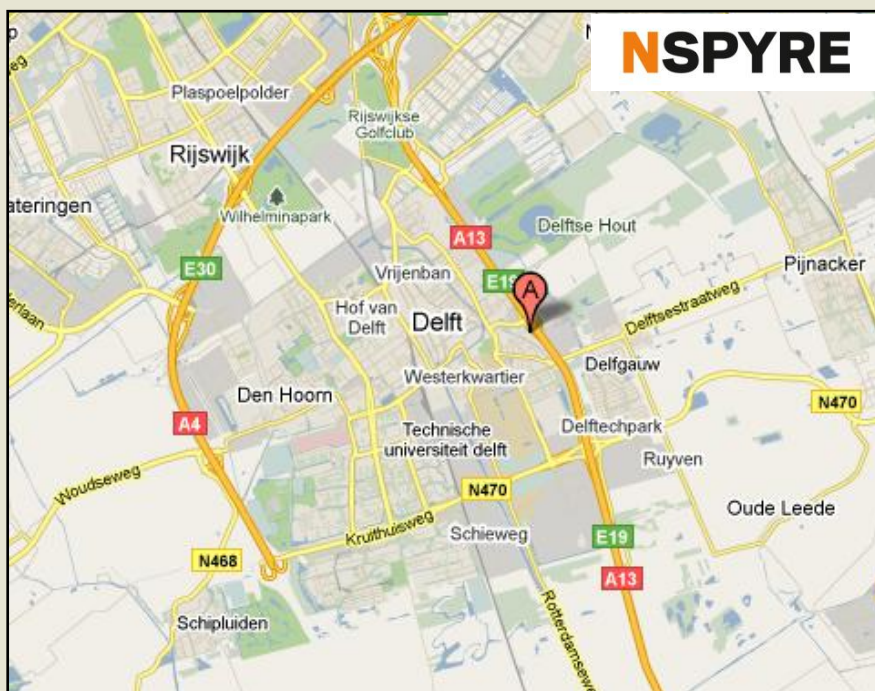 NSPYRE
Plaspoelpolder
Rijswijkse
Golfclub
Rijswijk
ateringen
Wilhelminapark
Delftse Hout
A13
E30
Vrijenban
E19
A
Pijnacker
Hof van
Delft
Delft
Delftsestraatweg
Delfgauw
Westerkwartier
Den Hoorn
N470
A4
Technische
universiteit delft
Delftechpark
Ruyven
Woudseweg
N470
Oude Leede
Kruithuisweg
Schieweg
E19
N468
A13
Schipluiden
Rotterdamseweg